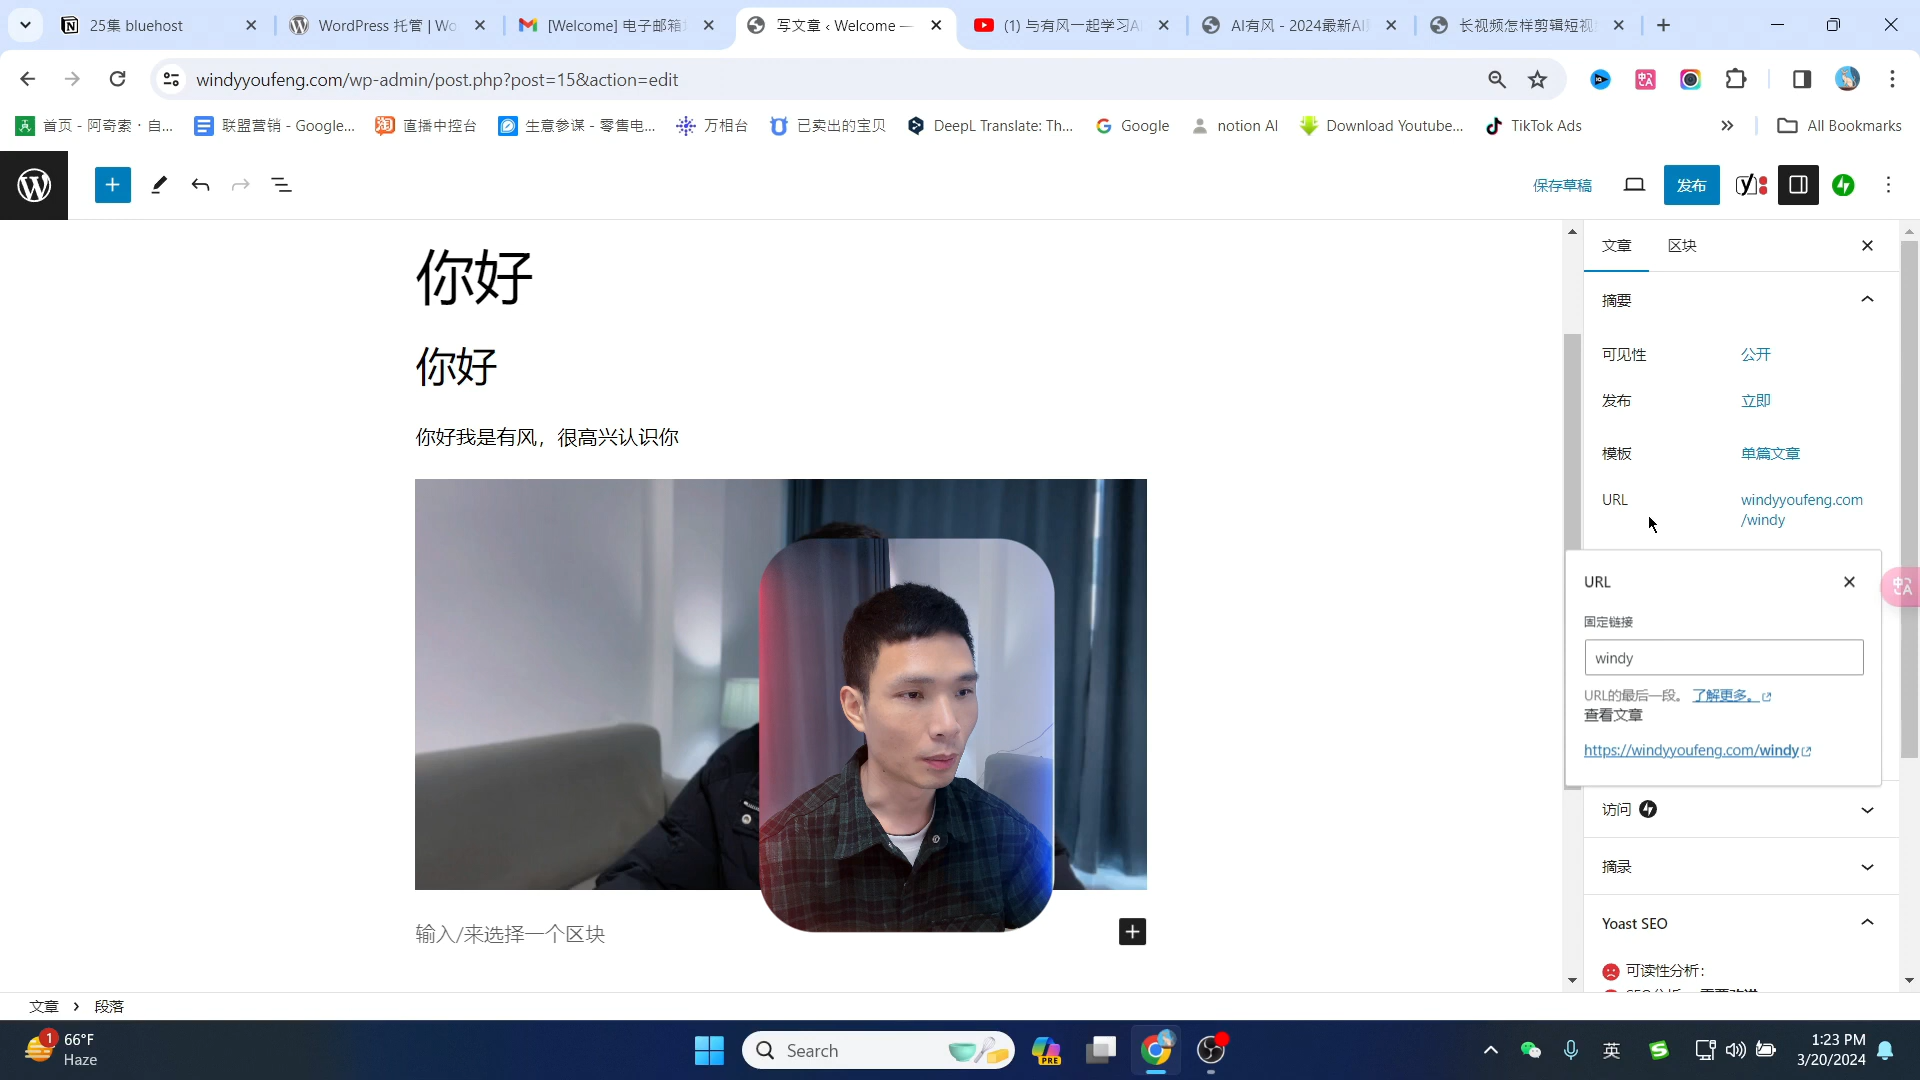 25集 bluehost
WordPress 托管 | Wo
[Welcome] 电子邮箱
写文章 ‹ Welcome —
(1) 与有风一起学习A
AI有风 - 2024最新AI
长视频怎样剪辑短视
windyyoufeng.com/wp-admin/post.php?post=15&action=edit
首页 - 阿奇索 · 自...
联盟营销 - Google...
直播中控台
生意参谋 - 零售电...
万相台
已卖出的宝贝
DeepL Translate: Th...
Google
notion AI
Download Youtube...
TikTok Ads
All Bookmarks
保存草稿
发布
文章
区块
摘要
可见性
公开
发布
立即
模板
单篇文章
URL
windyyoufeng.com
/windy
URL
固定链接
windy
URL的最后一段。 了解更多。
查看文章
https://windyyoufeng.com/windy
访问
摘录
Yoast SEO
可读性分析:
你好
你好
你好我是有风，很高兴认识你
输入/来选择一个区块
文章 > 段落
1
66°F
Haze
Search
PRE
英
1:23 PM
3/20/2024